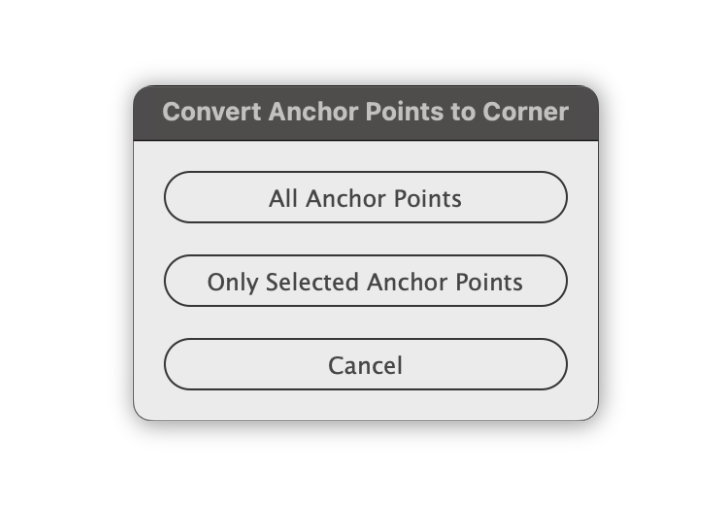 Convert Anchor Points to Corner
All Anchor Points
Only Selected Anchor Points
Cancel